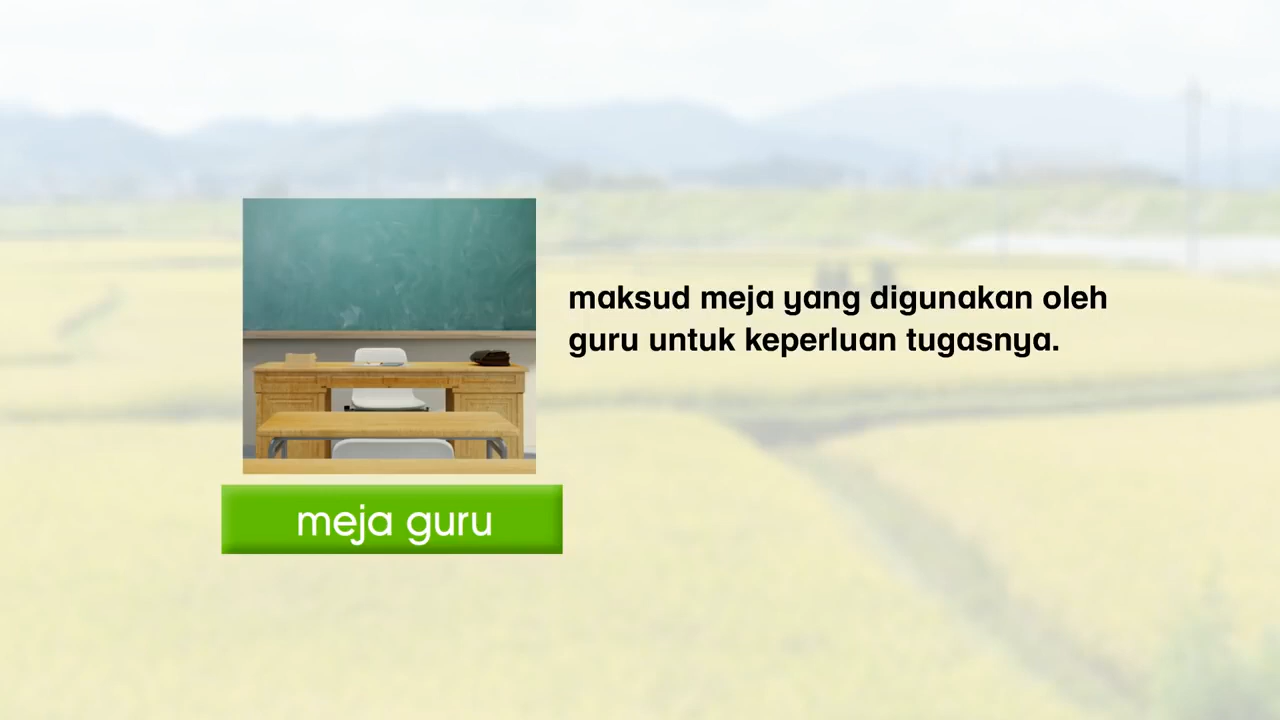 maksud meja yang digunakan oleh
guru untuk keperluan tugasnya.
meja guru